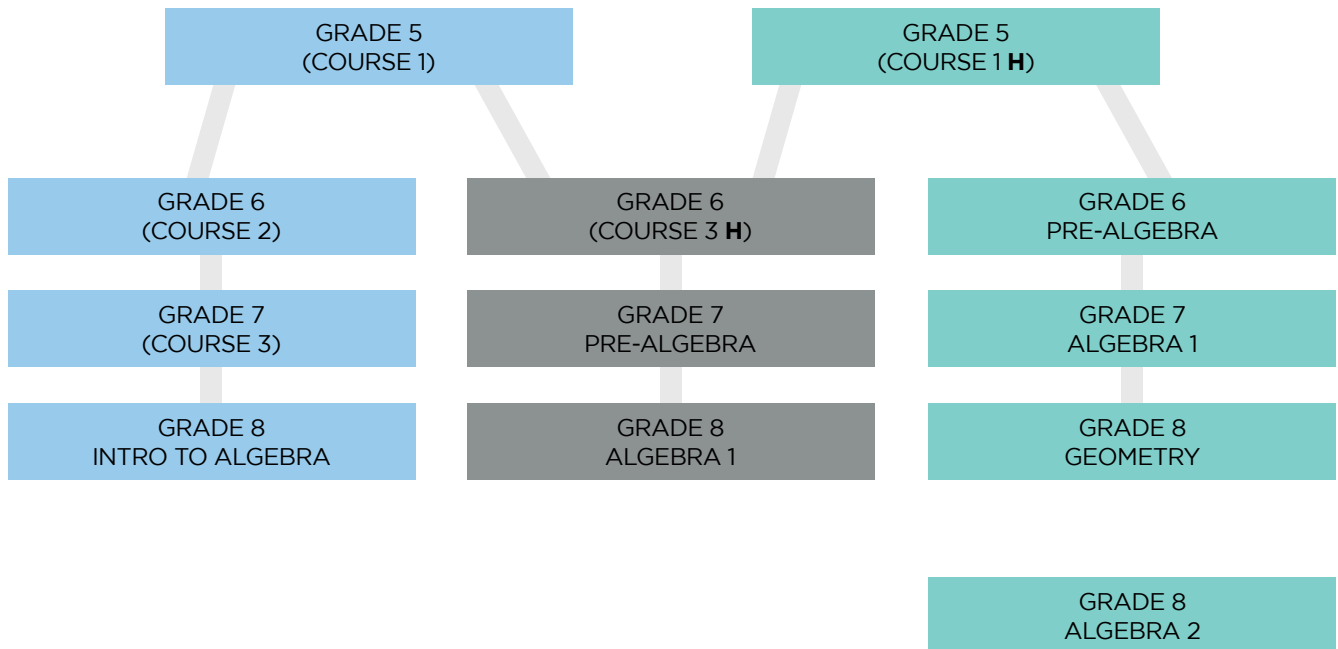 GRADE 5
(COURSE 1)
GRADE 5
(COURSE 1 H)
GRADE 6
(COURSE 2)
GRADE 6
(COURSE 3 H)
GRADE 6
PRE-ALGEBRA
GRADE 7
(COURSE 3)
GRADE 7
PRE-ALGEBRA
GRADE 7
ALGEBRA 1
GRADE 8
INTRO TO ALGEBRA
GRADE 8
ALGEBRA 1
GRADE 8
GEOMETRY
GRADE 8
ALGEBRA 2